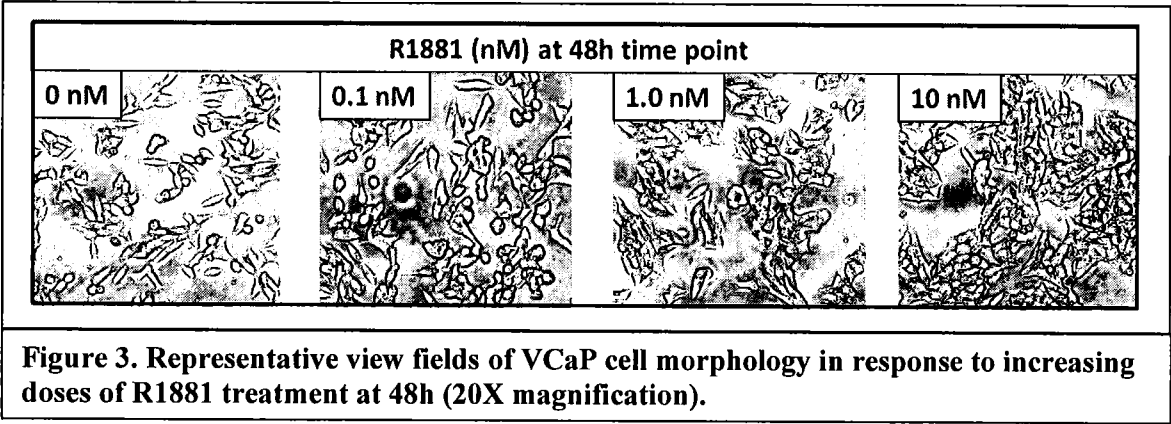 R1881 (nM) at 48h time point
0 nM
0.1 nM
1.0 nM
10 nM
Figure 3. Representative view fields of VCaP cell morphology in response to increasing
doses of R1881 treatment at 48h (20X magnification).